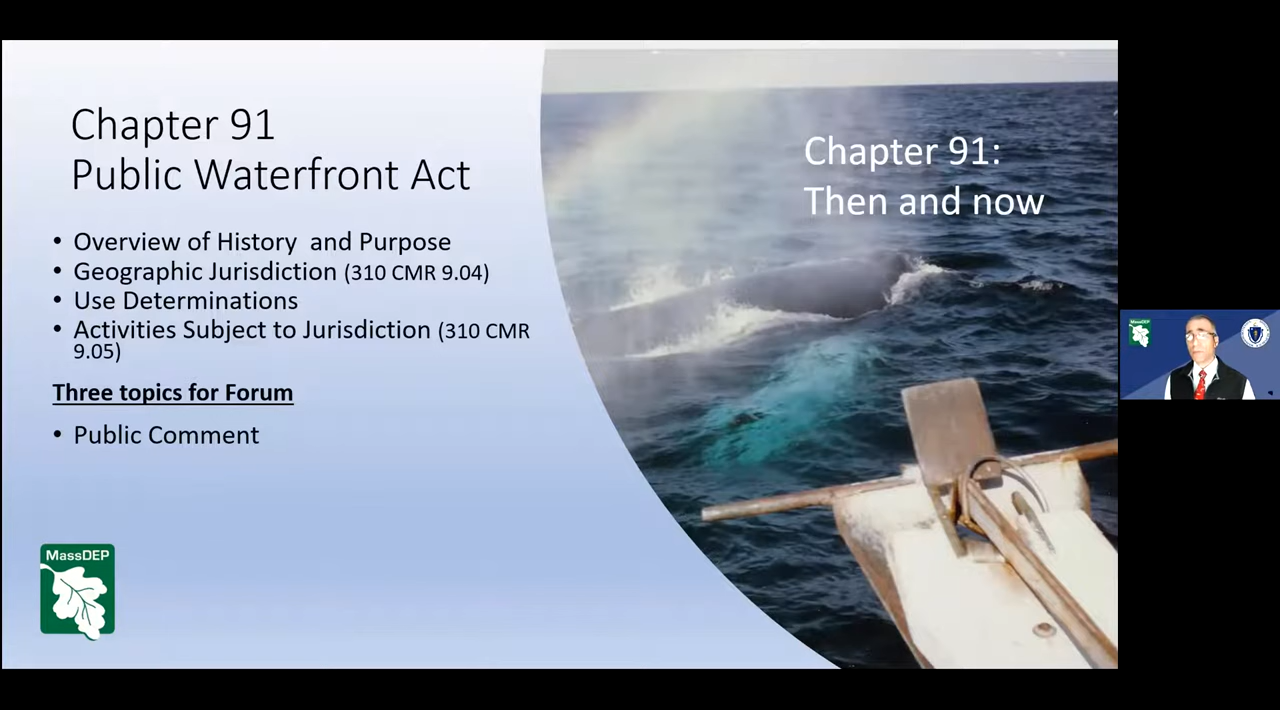 Chapter 91
Public Waterfront Act
• Overview of History and Purpose
• Geographic Jurisdiction (310 CMR 9.04)
• Use Determinations
• Activities Subject to Jurisdiction (310 CMR
9.05)
Three topics for Forum
• Public Comment
MassDEP
Chapter 91:
Then and now
MassDEP